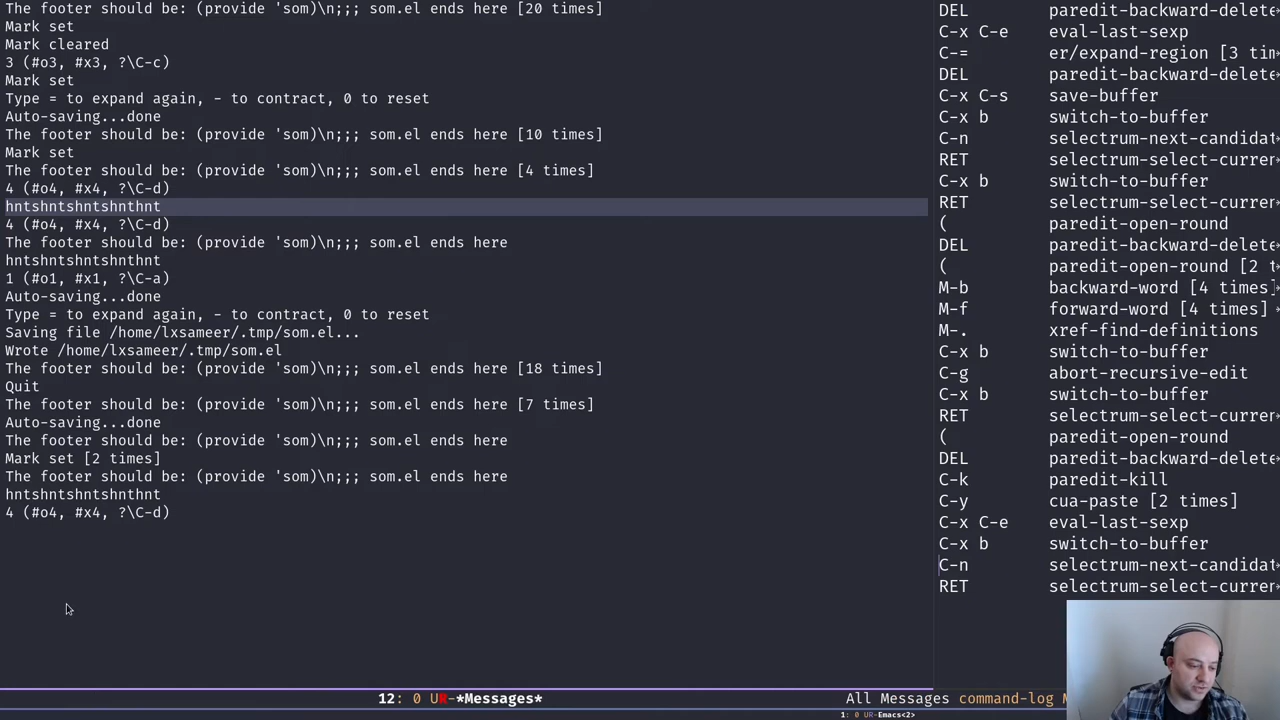 The footer should be: (provide 'som)\n;;; som.el ends here [20 times]
Mark set
Mark cleared
3 (#o3, #x3, ?\C-c)
Mark set
Type = to expand again, - to contract, 0 to reset
Auto-saving...done
The footer should be: (provide 'som)\n;;; som.el ends here [10 times]
Mark set
The footer should be: (provide 'som)\n;;; som.el ends here [4 times]
4 (#o4, #x4, ?\C-d)
hntshntshntshnthnt
4 (#o4, #x4, ?\C-d)
The footer should be: (provide 'som)\n;;; som.el ends here
hntshntshntshnthnt
1 (#o1, #x1, ?\C-a)
Auto-saving...done
Type = to expand again, - to contract, 0 to reset
Saving file /home/lxsameer/.tmp/som.el...
Wrote /home/lxsameer/.tmp/som.el
The footer should be: (provide 'som)\n;;; som.el ends here [18 times]
Quit
The footer should be: (provide 'som)\n;;; som.el ends here [7 times]
Auto-saving...done
The footer should be: (provide 'som)\n;;; som.el ends here
Mark set [2 times]
The footer should be: (provide 'som)\n;;; som.el ends here
hntshntshntshnthnt
4 (#o4, #x4, ?\C-d)
12: 0 UR-*Messages*
All Messages
DEL paredit-backward-delete
C-x C-e eval-last-sexp
C-= er/expand-region [3 tim
DEL paredit-backward-delete
C-x C-s save-buffer
C-x b switch-to-buffer
C-n selectrum-next-candidat
RET selectrum-select-curren
C-x b switch-to-buffer
RET selectrum-select-curren
( paredit-open-round
DEL paredit-backward-delete
( paredit-open-round [2 t
M-b backward-word [4 times]
M-f forward-word [4 times]
M-. xref-find-definitions
C-x b switch-to-buffer
C-g abort-recursive-edit
C-x b switch-to-buffer
RET selectrum-select-curren
( paredit-open-round
DEL paredit-backward-delete
C-k paredit-kill
C-y cua-paste [2 times]
C-x C-e eval-last-sexp
C-x b switch-to-buffer
C-n selectrum-next-candidat
RET selectrum-select-curren
command-log
1: 0 UR-Emacs<2>